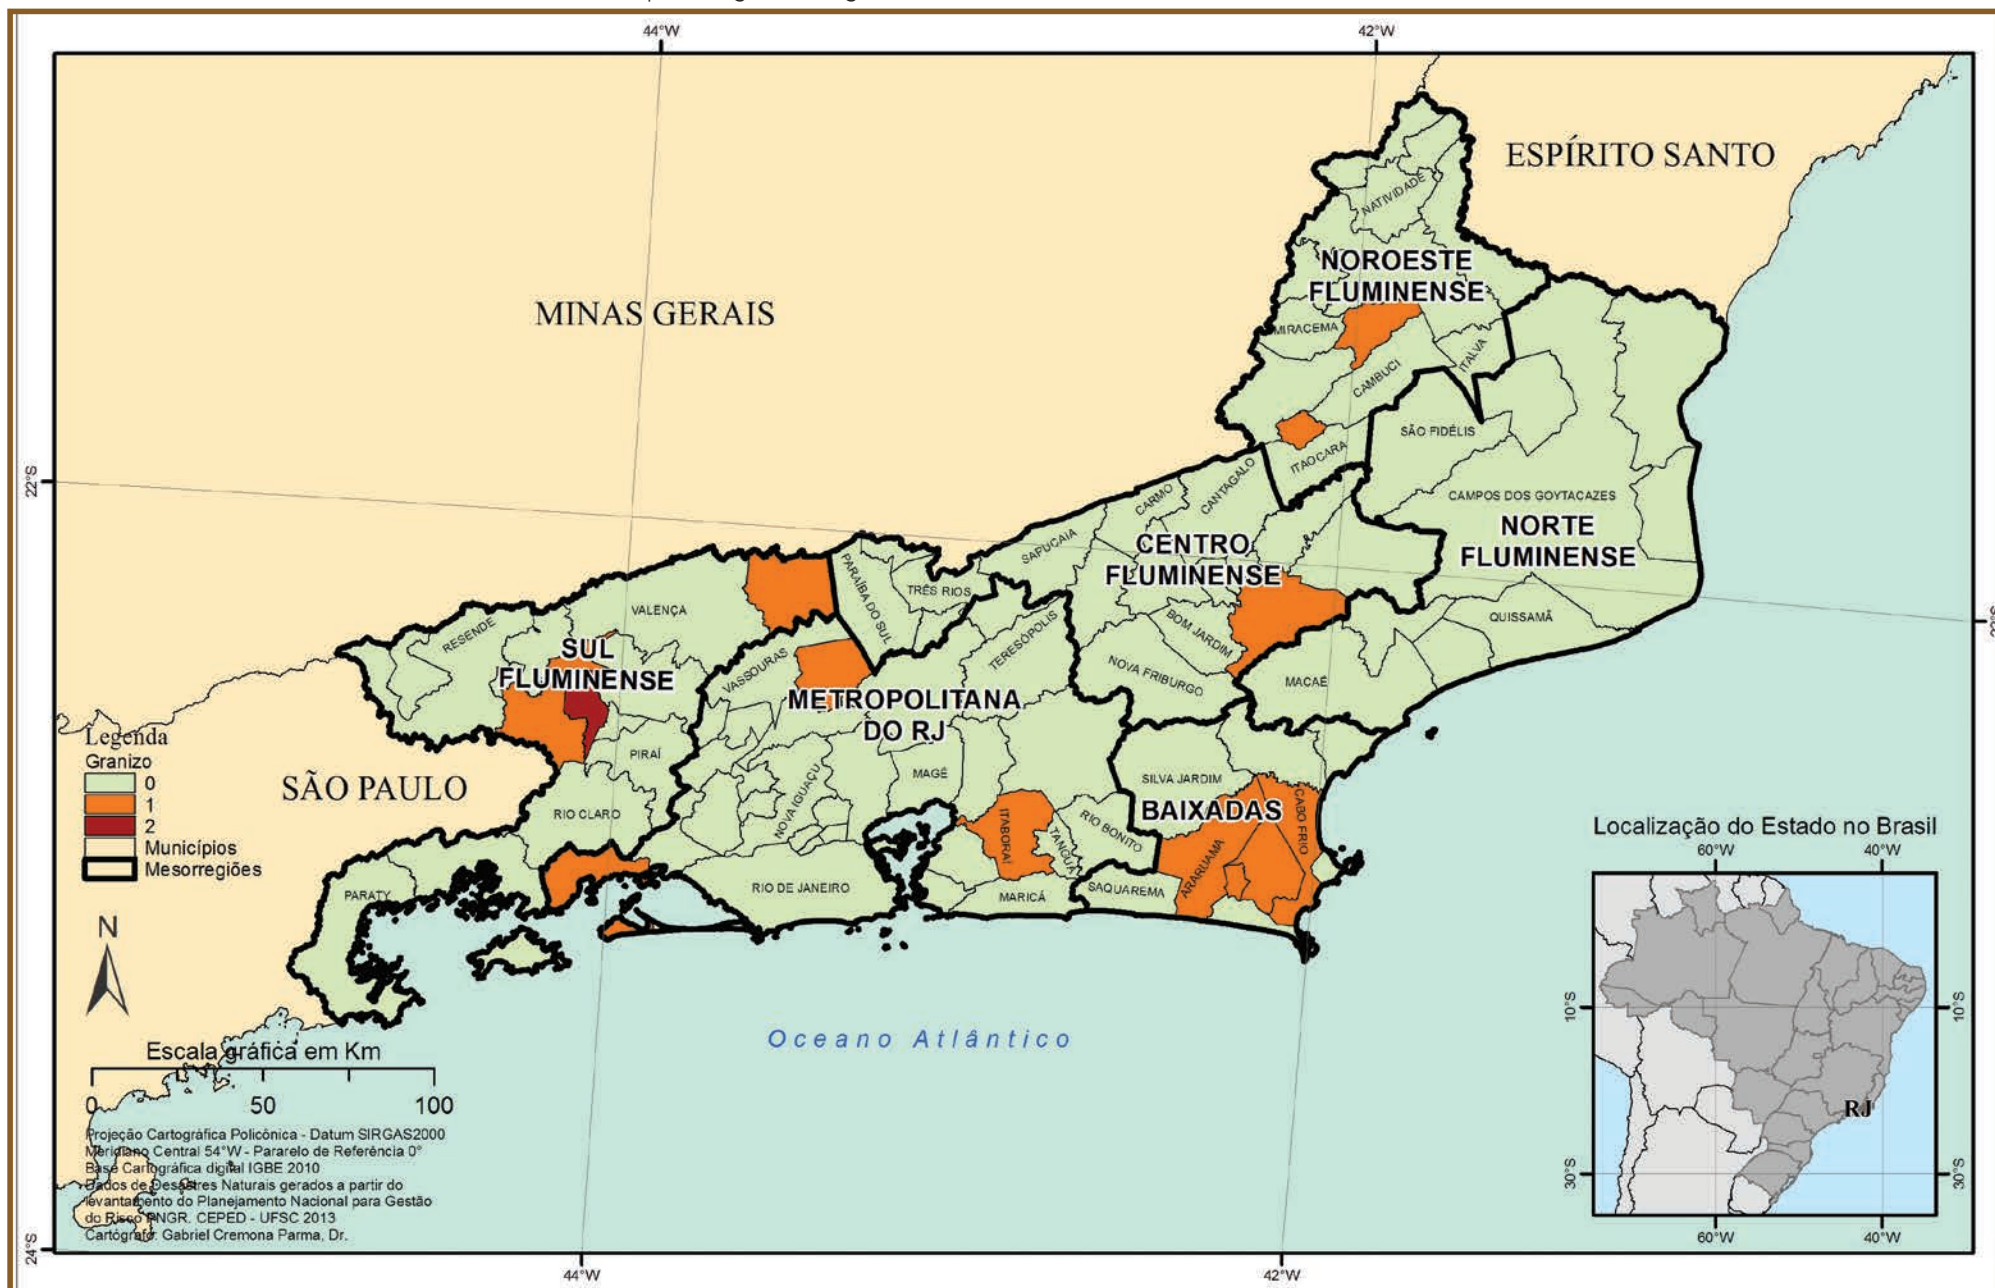 44°W
42°W
ESPÍRITO SANTO
NATIVIDADE
NOROESTE
FLUMINENSE
MINAS GERAIS
MIRACEMA
ITALVA
CAMBUCI
SÃO FIDÉLIS
ITAOCARA
22°S
CANTAGALO
CARMO
CAMPOS DOS GOYTACAZES
NORTE
FLUMINENSE
SAPUCAIA
CENTRO
FLUMINENSE
PARAÍBA DO SUL
TRÊS RIOS
VALENÇA
QUISSAMÃ
RESENDE
TERESÓPOLIS
BOM JARDIM
SUL
FLUMINENSE
VASSOURAS
NOVA FRIBURGO
MACAÉ
METROPOLITANA
DO RJ
Legenda
Granizo
0
1
2
Municípios
Mesorregiões
PIRAÍ
SÃO PAULO
MAGÉ
SILVA JARDIM
NOVA IGUAÇU
BAIXADAS
CABO FRIO
RIO CLARO
ITABORAÍ
TANGUÁ
RIO BONITO
ARARUAMA
PARATY
RIO DE JANEIRO
MARICÁ
SAQUAREMA
N
Oceano Atlântico
Escala gráfica em Km
0
50
100
Projeção Cartográfica Policônica - Datum SIRGAS2000
Meridiano Central 54°W - Pararelo de Referência 0°
Base Cartográfica digital IGBE 2010
Dados de Desastres Naturais gerados a partir do
levantamento do Planejamento Nacional para Gestão
do Risco PNGR. CEPED - UFSC 2013
Cartógrafo: Gabriel Cremona Parma, Dr.
24°S
44°W
42°W
Localização do Estado no Brasil
60°W
40°W
10°S
10°S
RJ
30°S
30°S
60°W
40°W